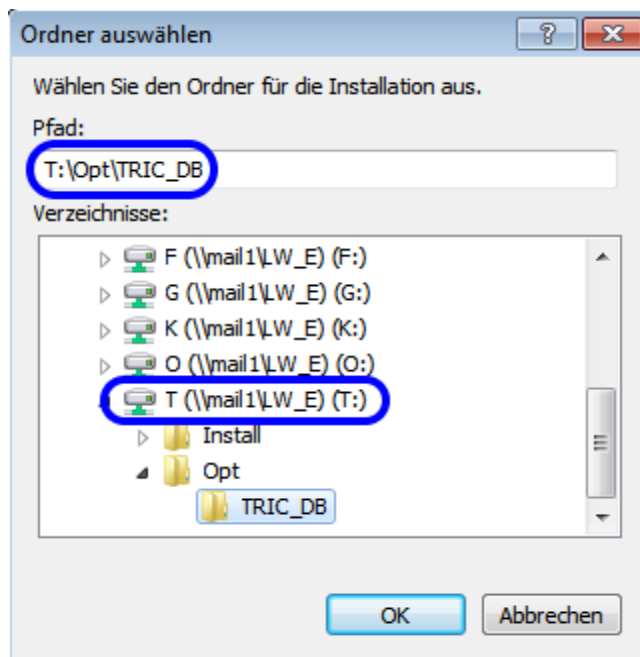 Ordner auswählen
Wählen Sie den Ordner für die Installation aus.
Pfad:
T:\Opt\TRIC_DB
Verzeichnisse:
F (\\mail1\LW_E) (F:)
G (\\mail1\LW_E) (G:)
K (\\mail1\LW_E) (K:)
O (\\mail1\LW_E) (O:)
T (\\mail1\LW_E) (T:)
Install
Opt
TRIC_DB
OK Abbrechen